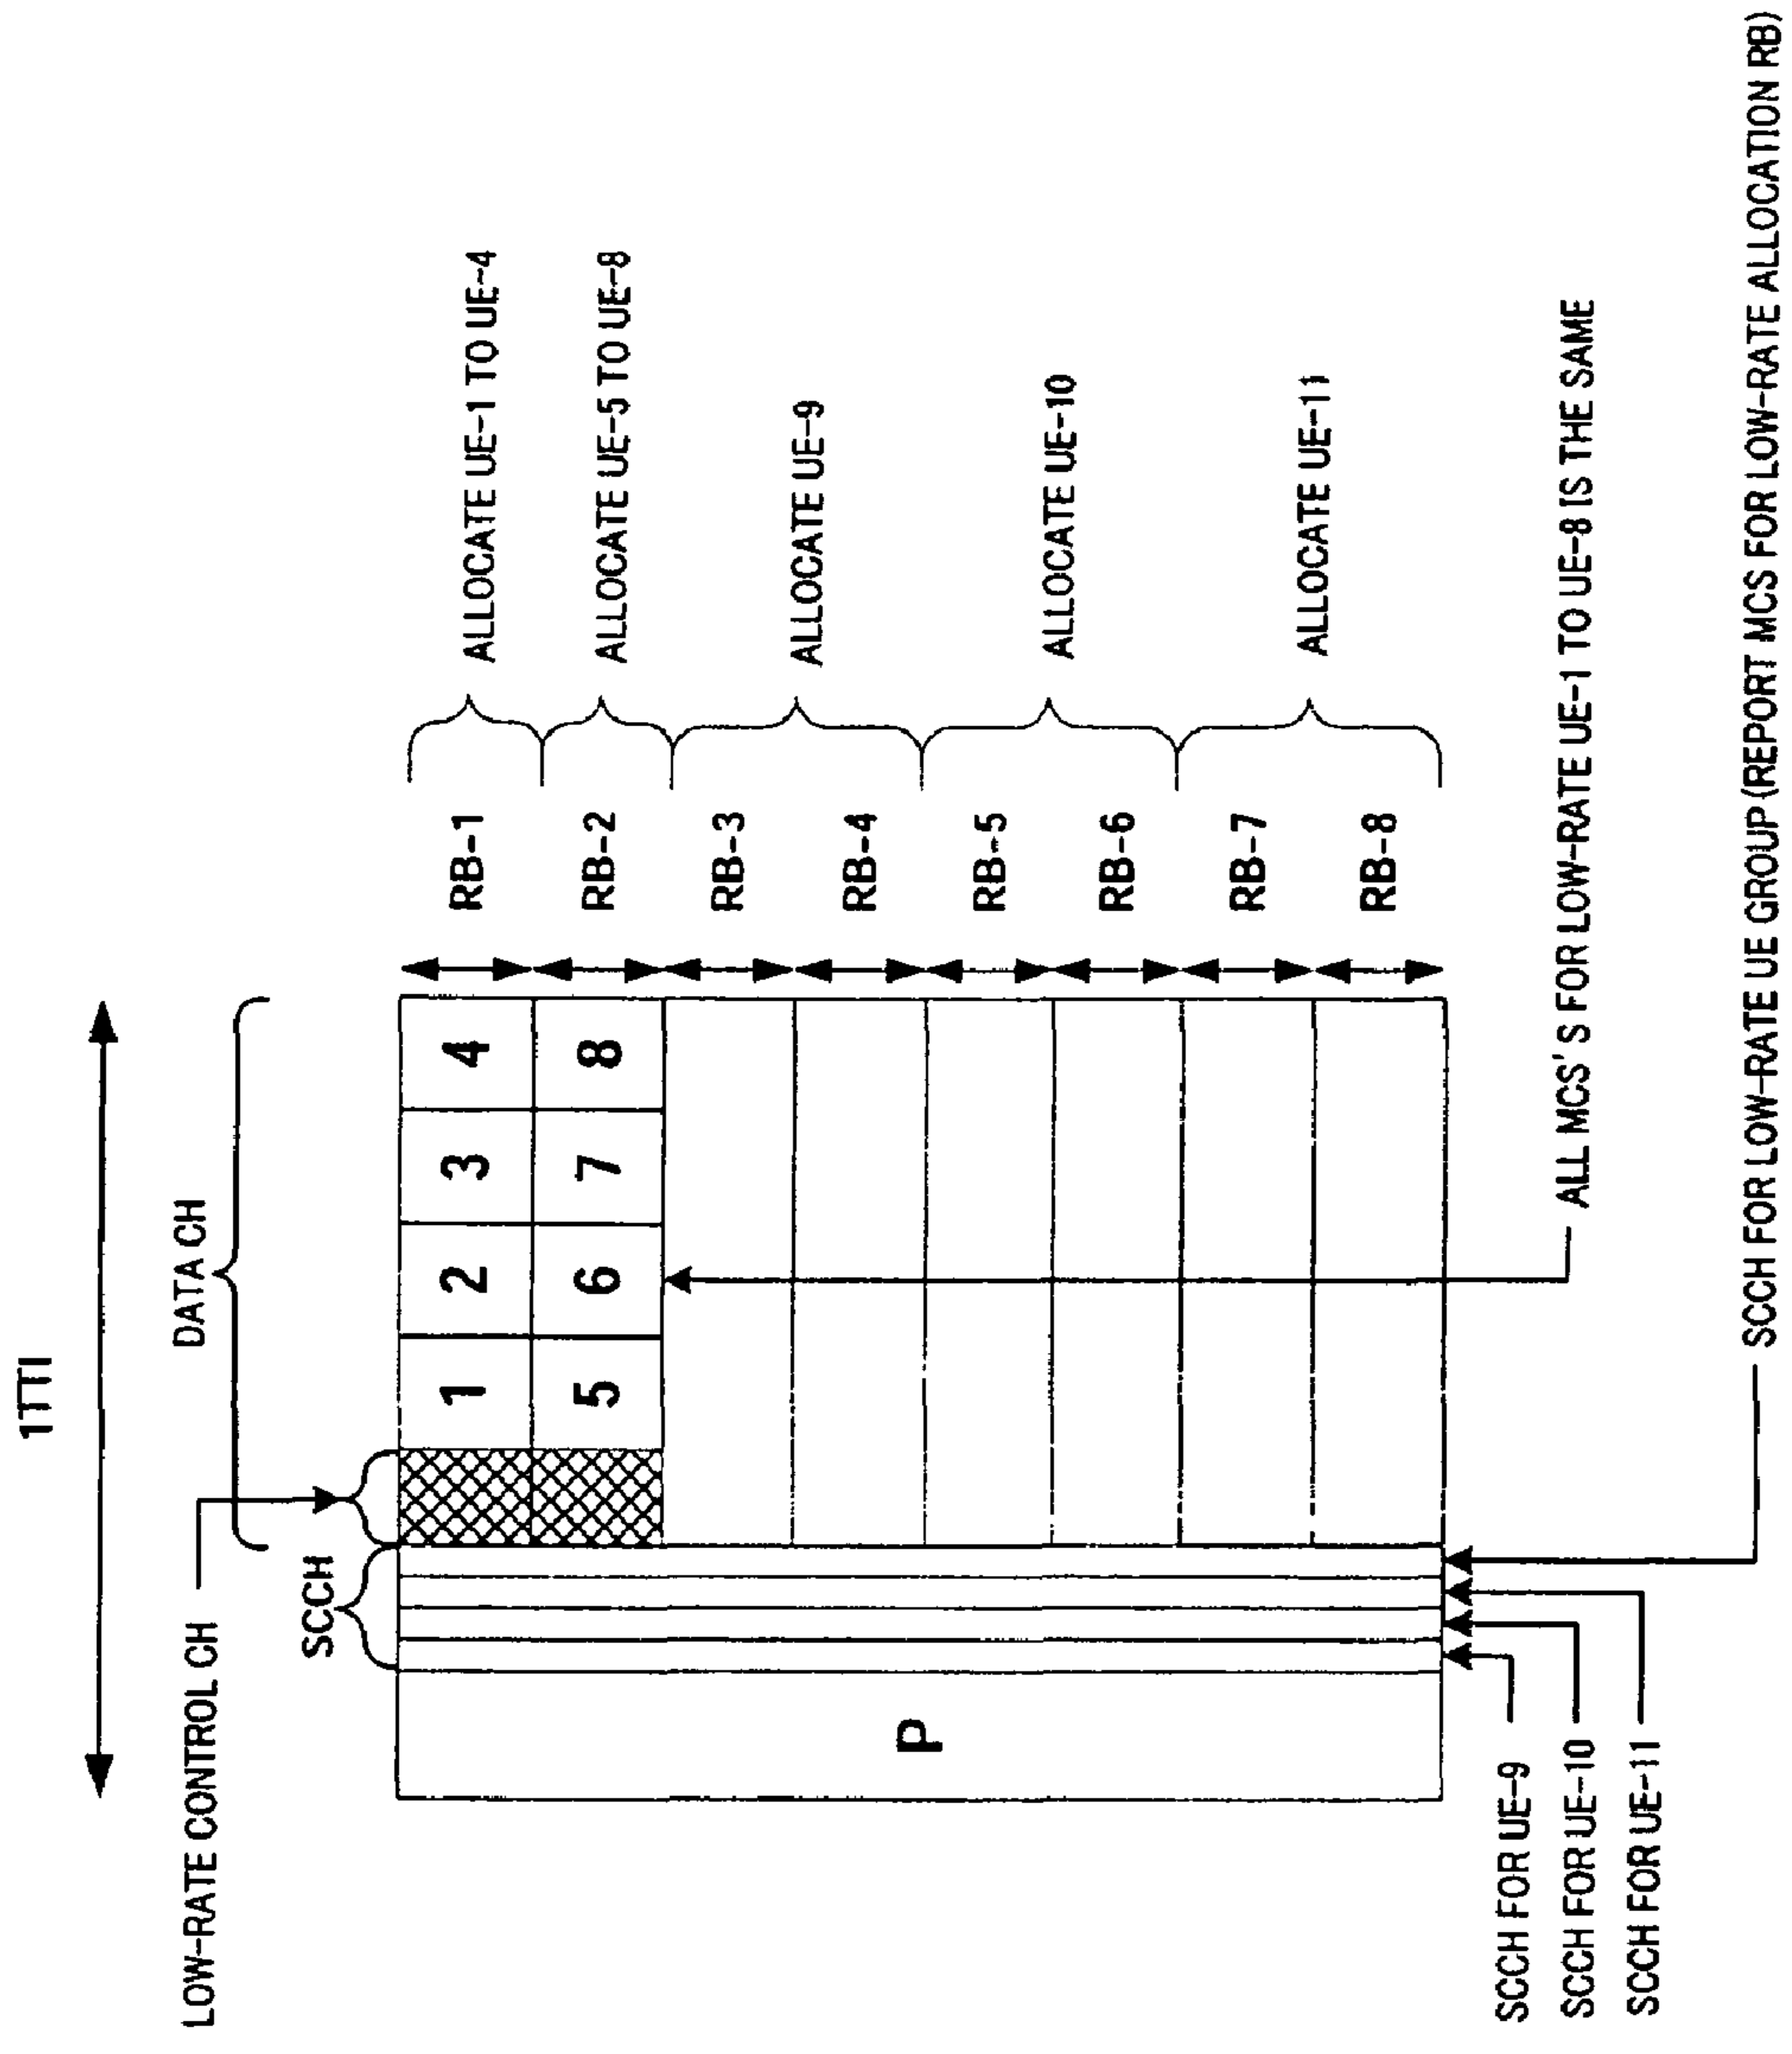 1TTI
DATA CH
LOW-RATE CONTROL CH
SCCH
P
1 2 3 4
5 6 7 8
RB-1
RB-2
RB-3
RB-4
RB-5
RB-6
RB-7
RB-8
ALLOCATE UE-1 TO UE-4
ALLOCATE UE-5 TO UE-8
ALLOCATE UE-9
ALLOCATE UE-10
ALLOCATE UE-11
SCCH FOR UE-9
SCCH FOR UE-10
SCCH FOR UE-11
ALL MCS'S FOR LOW-RATE UE-1 TO UE-8 IS THE SAME
SCCH FOR LOW-RATE UE GROUP (REPORT MCS FOR LOW-RATE ALLOCATION RB)